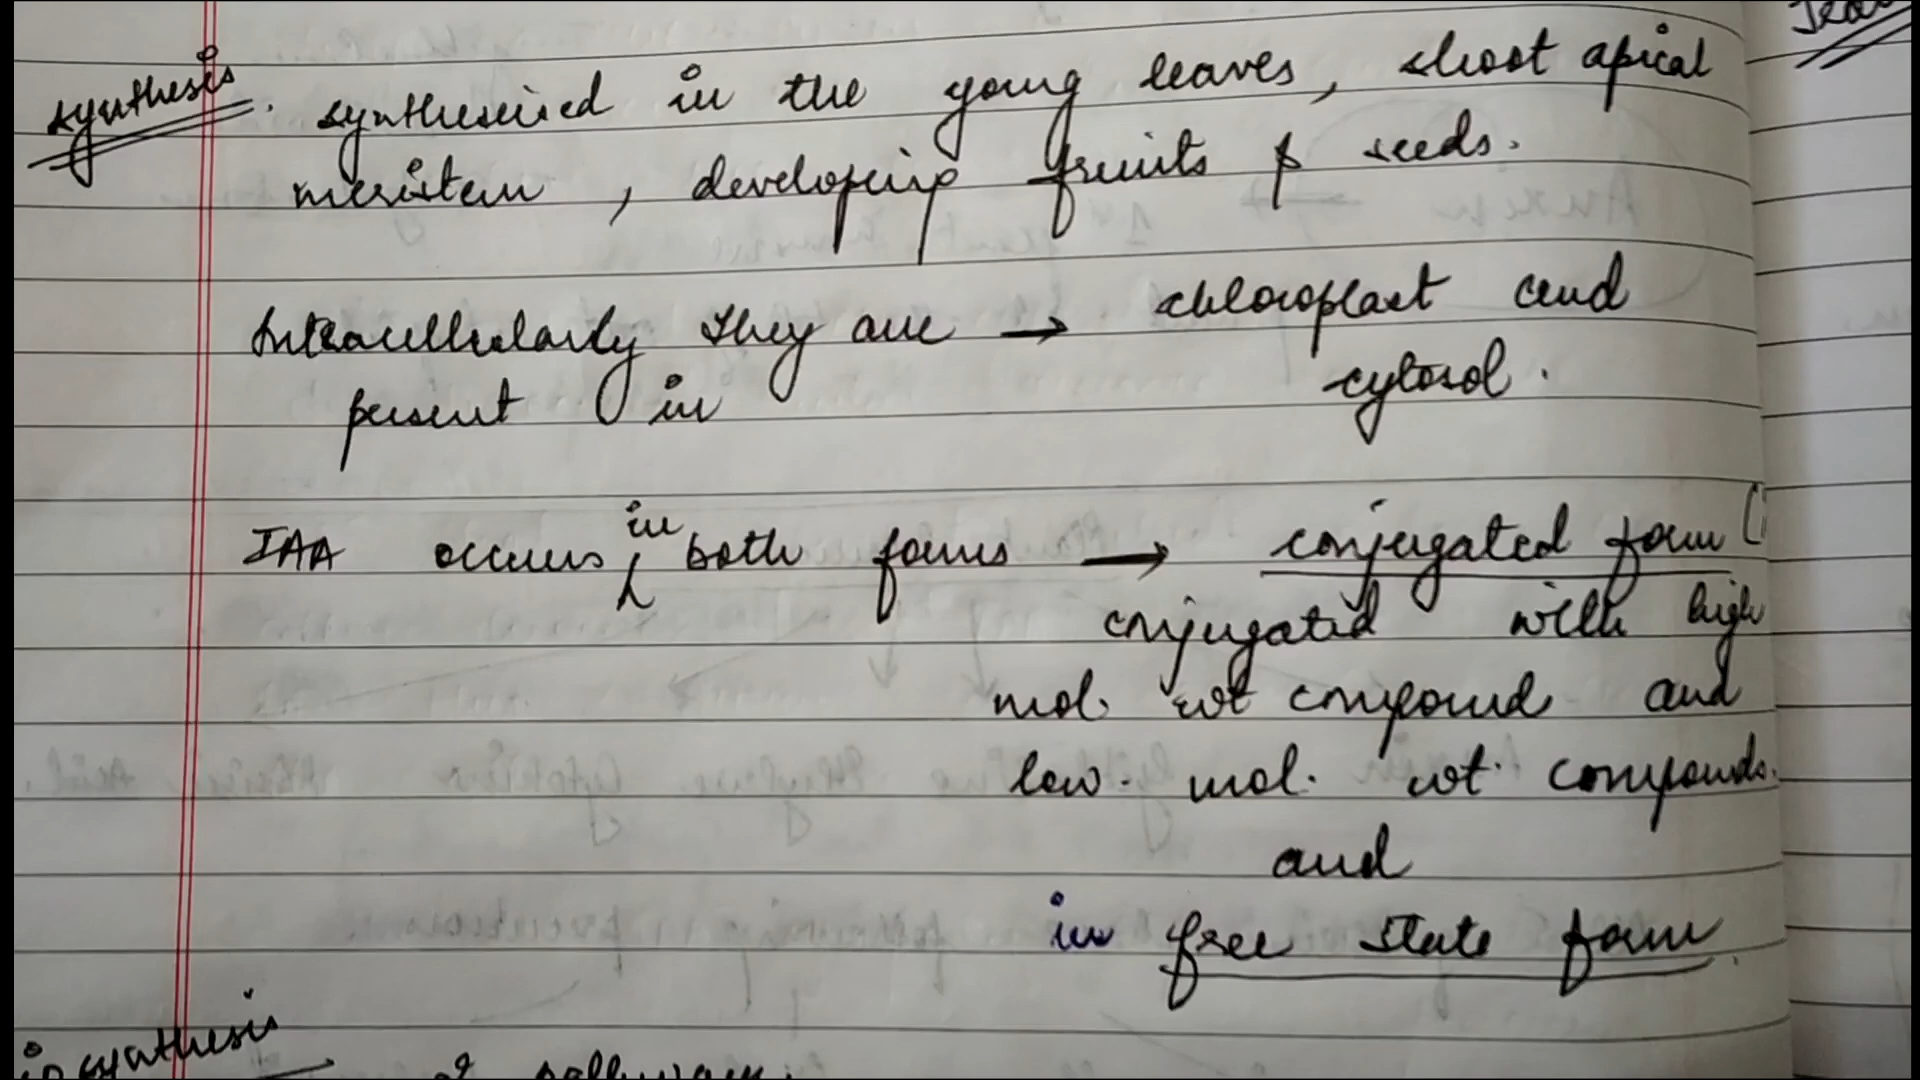 synthesis. syntheseised in the young leaves, shoot apical
meristem, developing fruits & seeds.
Intracellularly they are → chloroplast and
present in cytosol.
IAA occurs in both forms → conjugated form (
conjugated with high
mol. wt compound and
low. mol. wt. compounds.
and
in free state form.
synthesis
pathway.